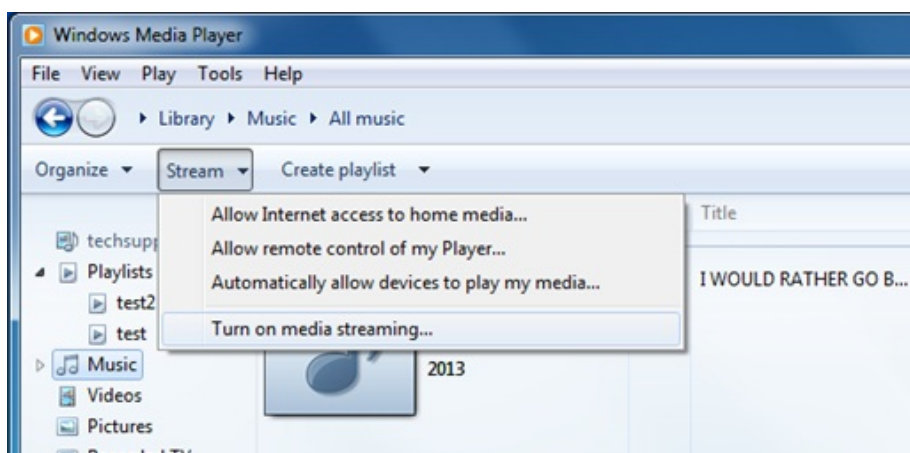 Windows Media Player
File View Play Tools Help
Library Music All music
Organize Stream Create playlist
Allow Internet access to home media...
Title
Allow remote control of my Player...
techsupp
Playlists
Automatically allow devices to play my media...
I WOULD RATHER GO B...
test2
Turn on media streaming...
test
Music
2013
Videos
Pictures